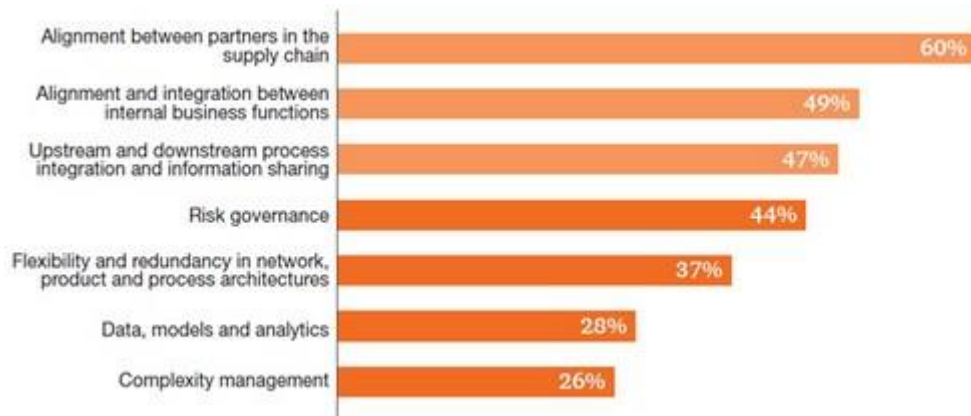 Alignment between partners in the
supply chain
60%
Alignment and integration between
internal business functions
49%
Upstream and downstream process
integration and information sharing
47%
Risk governance
44%
Flexibility and redundancy in network,
product and process architectures
37%
Data, models and analytics
28%
Complexity management
26%